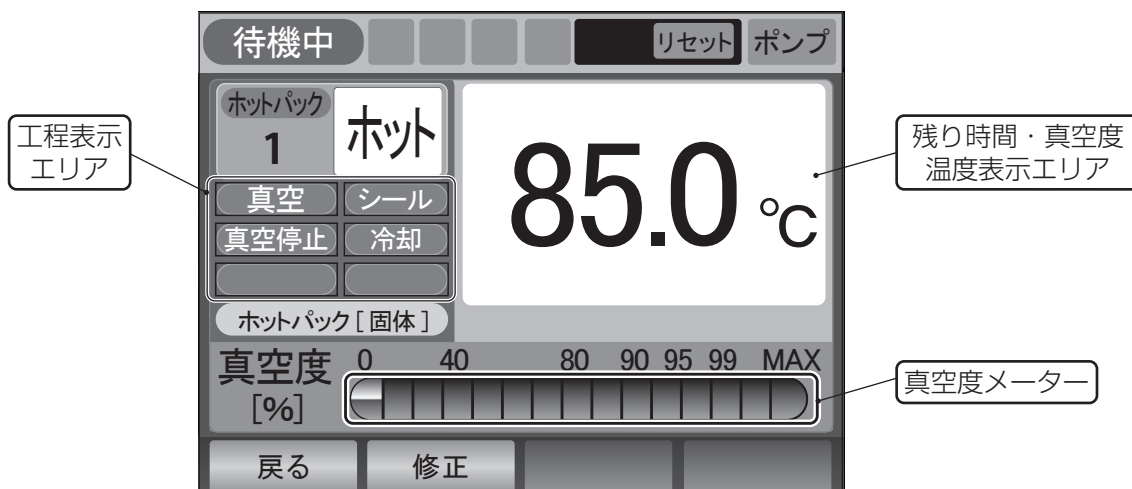 待機中
リセット
ポンプ
ホットパック
1
ホット
工程表示
エリア
85.0 ℃
残り時間・真空度
温度表示エリア
真空 シール
真空停止 冷却
ホットパック[固体]
真空度
[%]
0 40 80 90 95 99 MAX
真空度メーター
戻る 修正